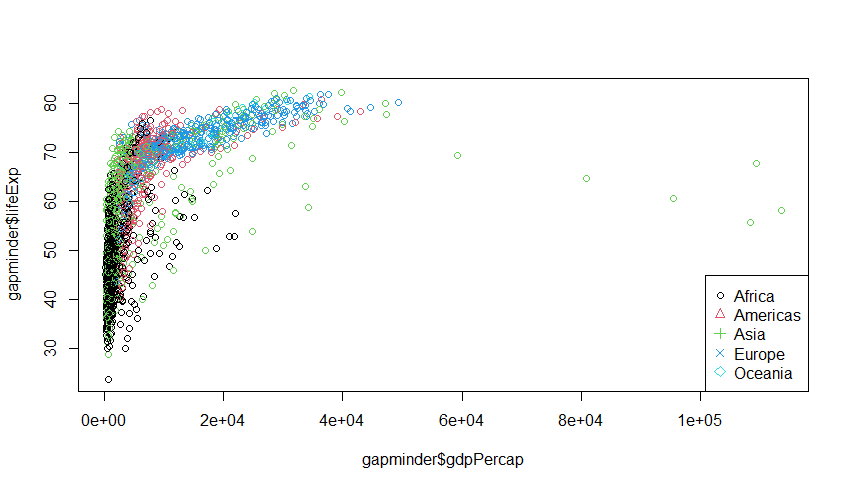 gapminder$lifeExp
80
70
60
50
40
30
0e+00 2e+04 4e+04 6e+04 8e+04 1e+05
gapminder$gdpPercap
Africa
Americas
Asia
Europe
Oceania